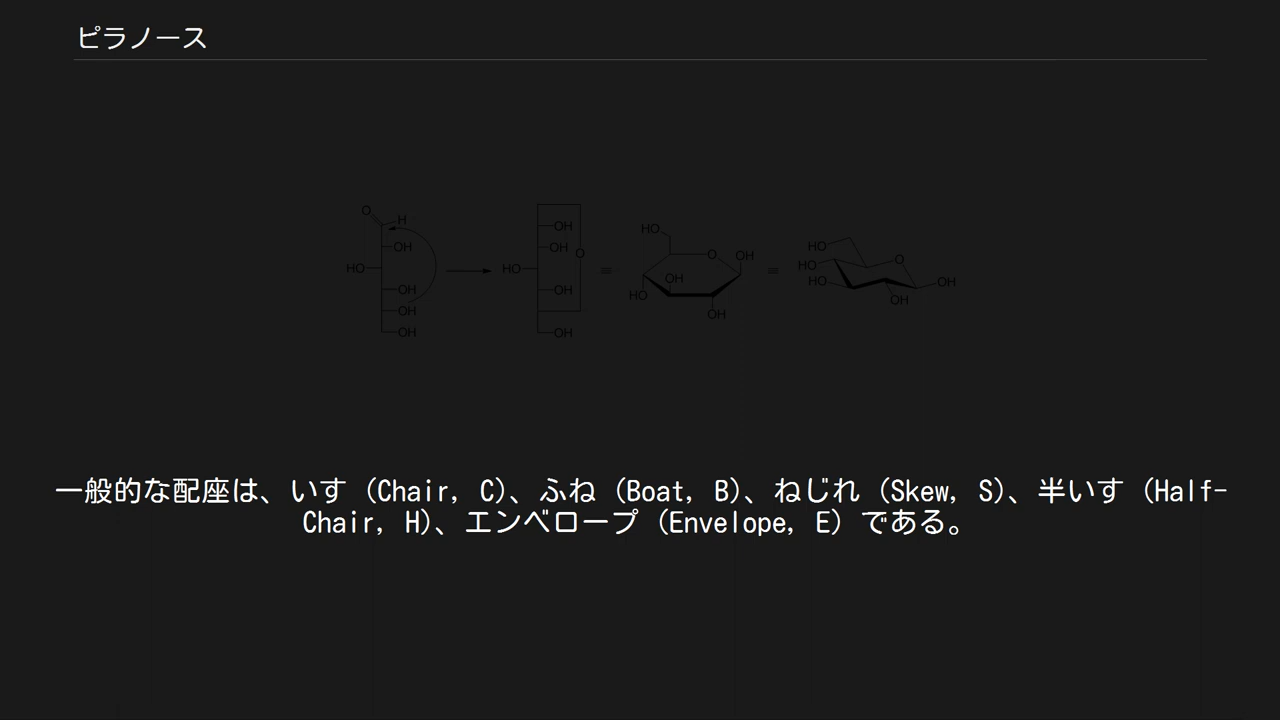 ピラノース
O
H
OH
HO
OH
OH
OH
OH
OH
O
HO
OH
OH
≡
HO
O
OH
OH
HO
OH
≡
HO
HO
O
HO
OH
OH
一般的な配座は、いす（Chair, C）、ふね（Boat, B）、ねじれ（Skew, S）、半いす（Half-
Chair, H）、エンベロープ（Envelope, E）である。